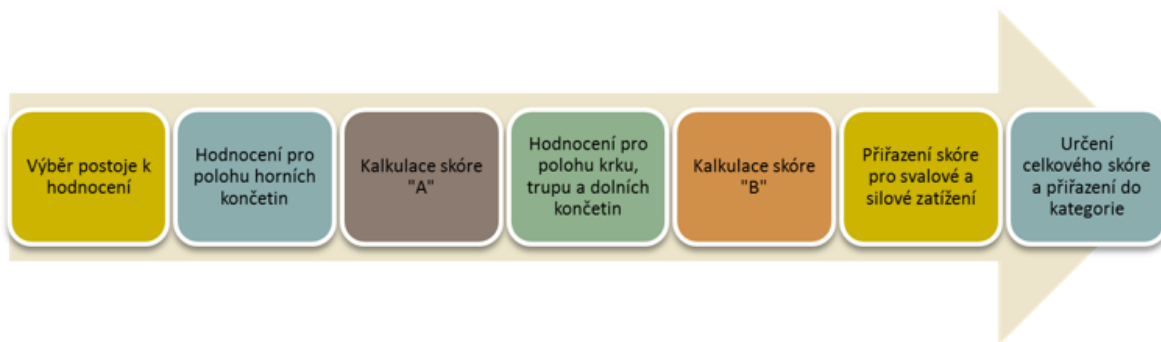 Výběr postoje k
hodnocení
Hodnocení pro
polohu horních
končetin
Kalkulace skóre
"A"
Hodnocení pro
polohu krku,
trupu a dolních
končetin
Kalkulace skóre
"B"
Přiřazení skóre
pro svalové a
silové zatížení
Určení
celkového skóre
a přiřazení do
kategorie